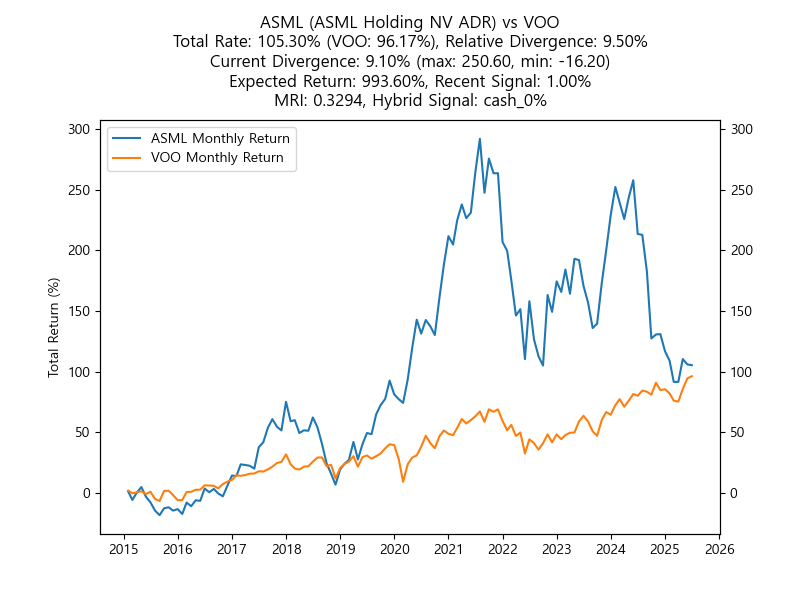 ASML (ASML Holding NV ADR) vs VOO
Total Rate: 105.30% (VOO: 96.17%), Relative Divergence: 9.50%
Current Divergence: 9.10% (max: 250.60, min: -16.20)
Expected Return: 993.60%, Recent Signal: 1.00%
MRI: 0.3294, Hybrid Signal: cash_0%
ASML Monthly Return
VOO Monthly Return
Total Return (%)
300
250
200
150
100
50
0
300
250
200
150
100
50
0
2015 2016 2017 2018 2019 2020 2021 2022 2023 2024 2025 2026